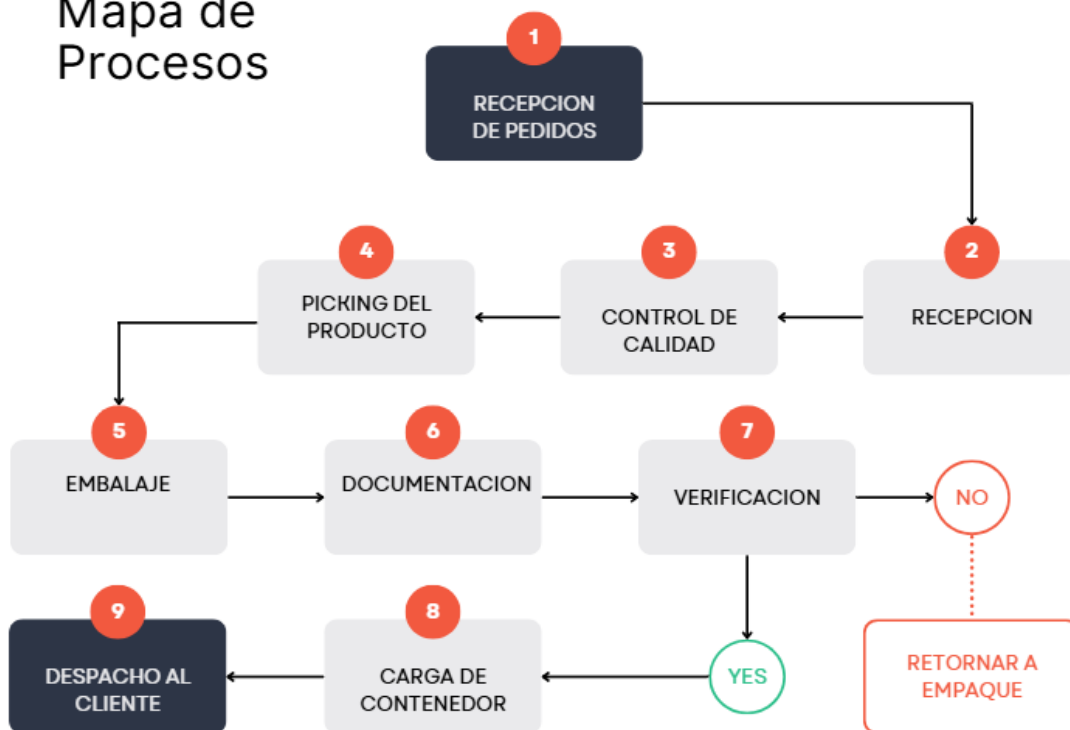 Mapa de
Procesos
1
RECEPCION
DE PEDIDOS
2
RECEPCION
3
CONTROL DE
CALIDAD
4
PICKING DEL
PRODUCTO
5
EMBALAJE
6
DOCUMENTACION
7
VERIFICACION
NO
RETORNAR A
EMPAQUE
YES
8
CARGA DE
CONTENEDOR
9
DESPACHO AL
CLIENTE